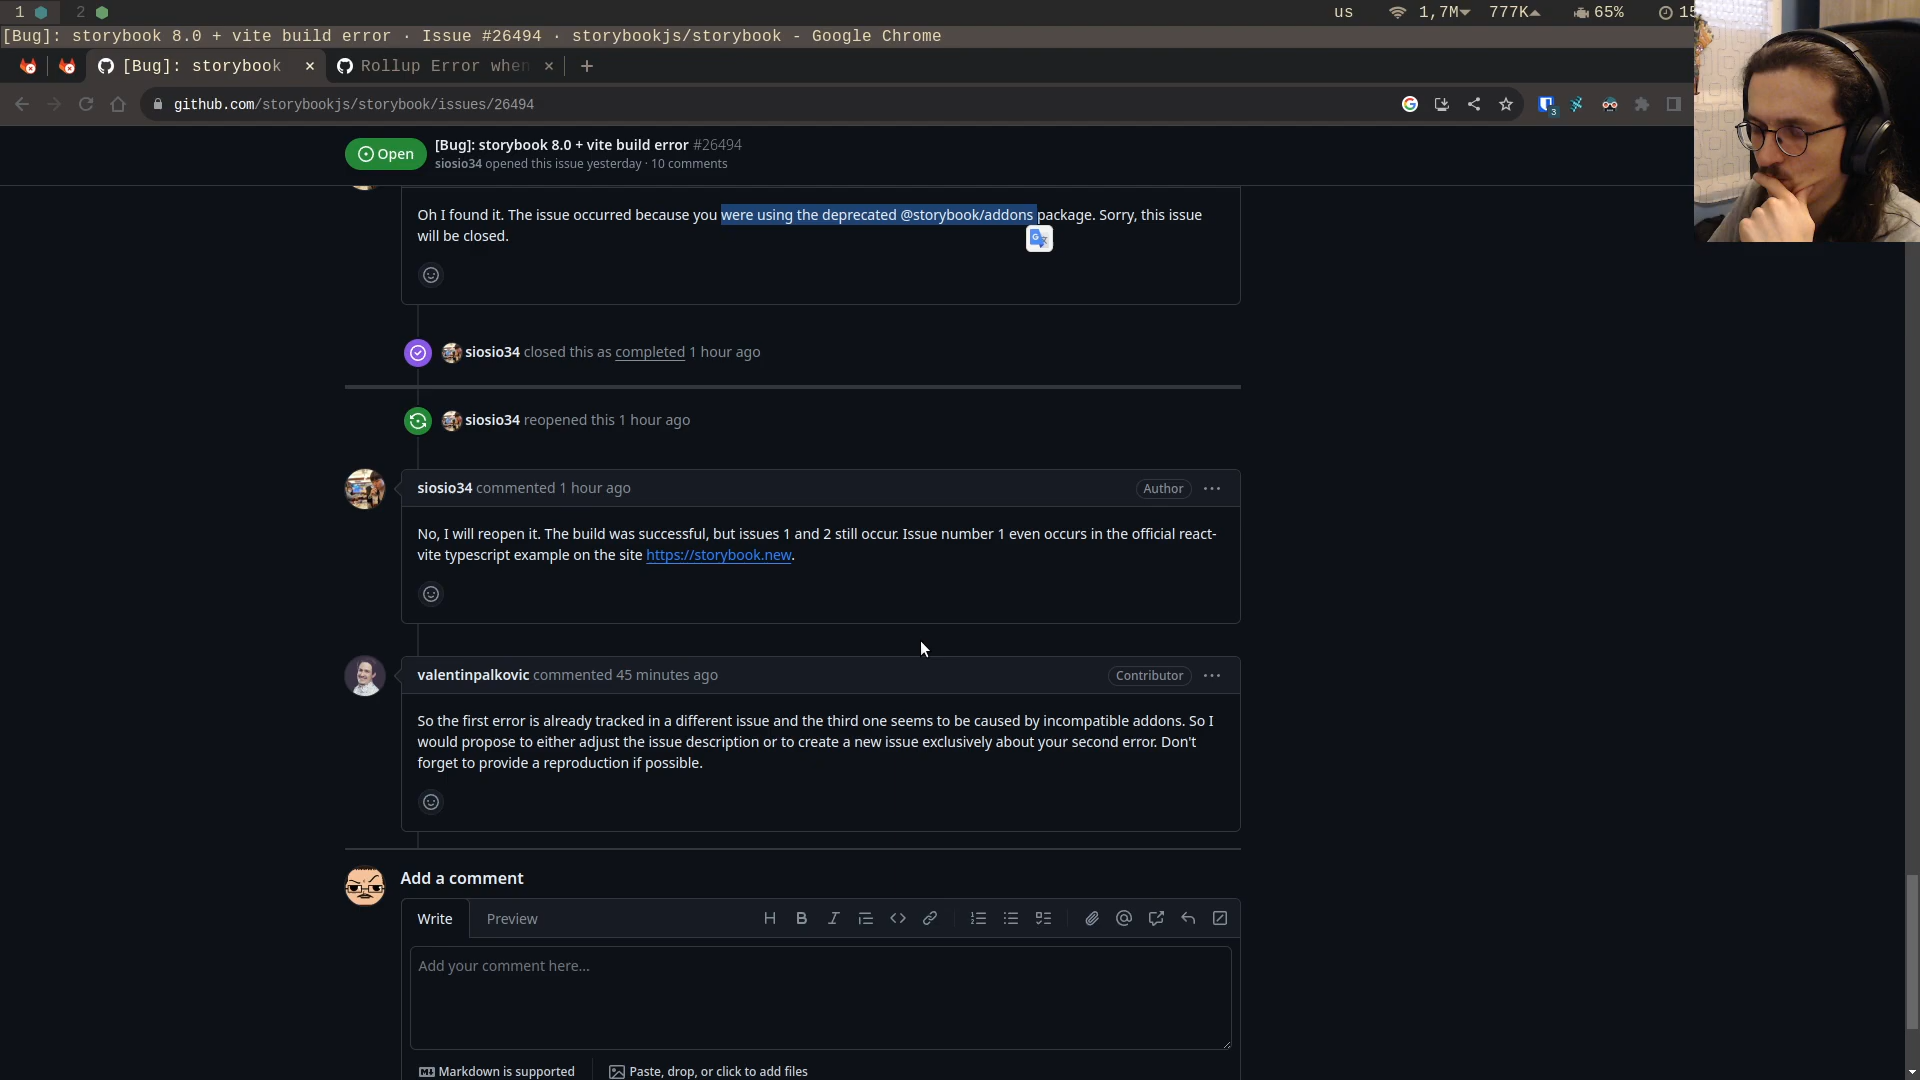 1 2 us 1,7M 777K 65% 15
[Bug]: storybook 8.0 + vite build error · Issue #26494 · storybookjs/storybook - Google Chrome
[Bug]: storybook × Rollup Error when × +
github.com/storybookjs/storybook/issues/26494 3
Open
[Bug]: storybook 8.0 + vite build error #26494
siosio34 opened this issue yesterday · 10 comments
Oh I found it. The issue occurred because you were using the deprecated @storybook/addons package. Sorry, this issue
will be closed.
siosio34 closed this as completed 1 hour ago
siosio34 reopened this 1 hour ago
siosio34 commented 1 hour ago Author ···
No, I will reopen it. The build was successful, but issues 1 and 2 still occur. Issue number 1 even occurs in the official react-
vite typescript example on the site https://storybook.new.
valentinpalkovic commented 45 minutes ago Contributor ···
So the first error is already tracked in a different issue and the third one seems to be caused by incompatible addons. So I
would propose to either adjust the issue description or to create a new issue exclusively about your second error. Don't
forget to provide a reproduction if possible.
Add a comment
Write Preview H B I
Add your comment here...
Markdown is supported Paste, drop, or click to add files